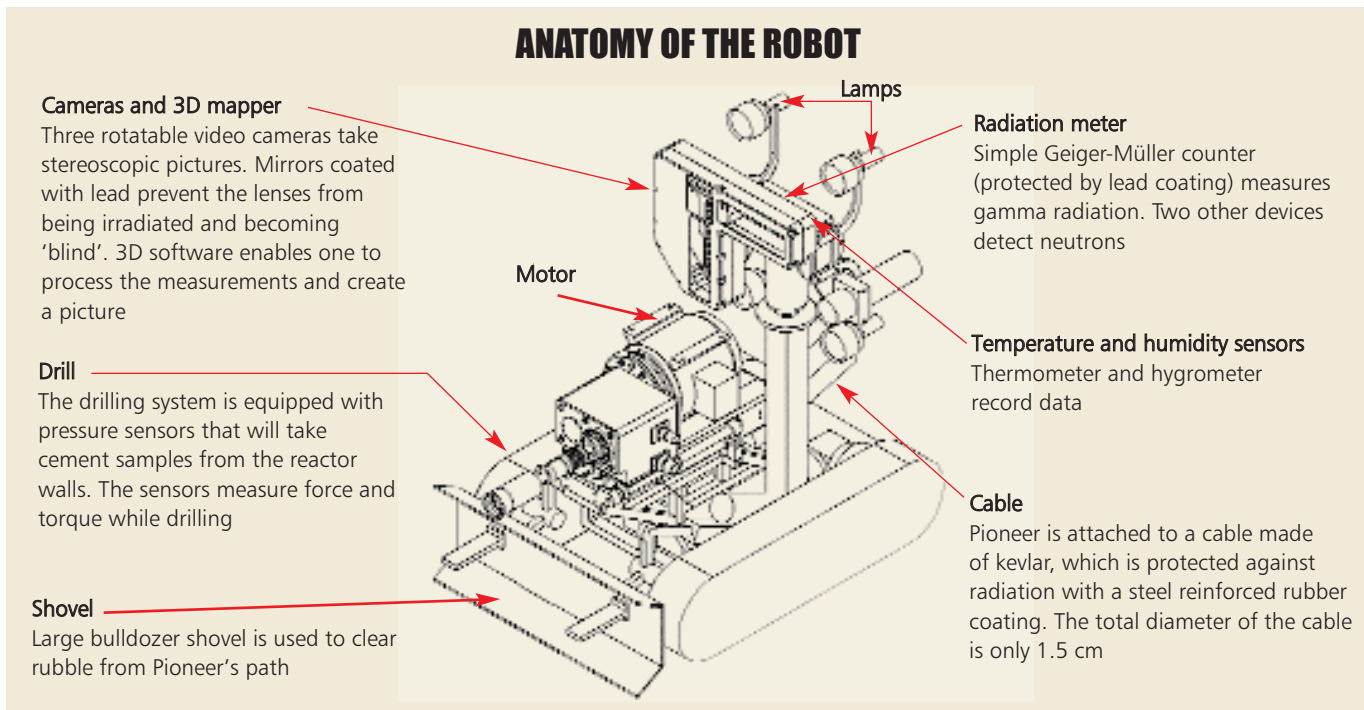 ANATOMY OF THE ROBOT
Cameras and 3D mapper
Three rotatable video cameras take
stereoscopic pictures. Mirrors coated
with lead prevent the lenses from
being irradiated and becoming
‘blind’. 3D software enables one to
process the measurements and create
a picture
Drill
The drilling system is equipped with
pressure sensors that will take
cement samples from the reactor
walls. The sensors measure force and
torque while drilling
Shovel
Large bulldozer shovel is used to clear
rubble from Pioneer’s path
Motor
Lamps
Radiation meter
Simple Geiger-Müller counter
(protected by lead coating) measures
gamma radiation. Two other devices
detect neutrons
Temperature and humidity sensors
Thermometer and hygrometer
record data
Cable
Pioneer is attached to a cable made
of kevlar, which is protected against
radiation with a steel reinforced rubber
coating. The total diameter of the cable
is only 1.5 cm